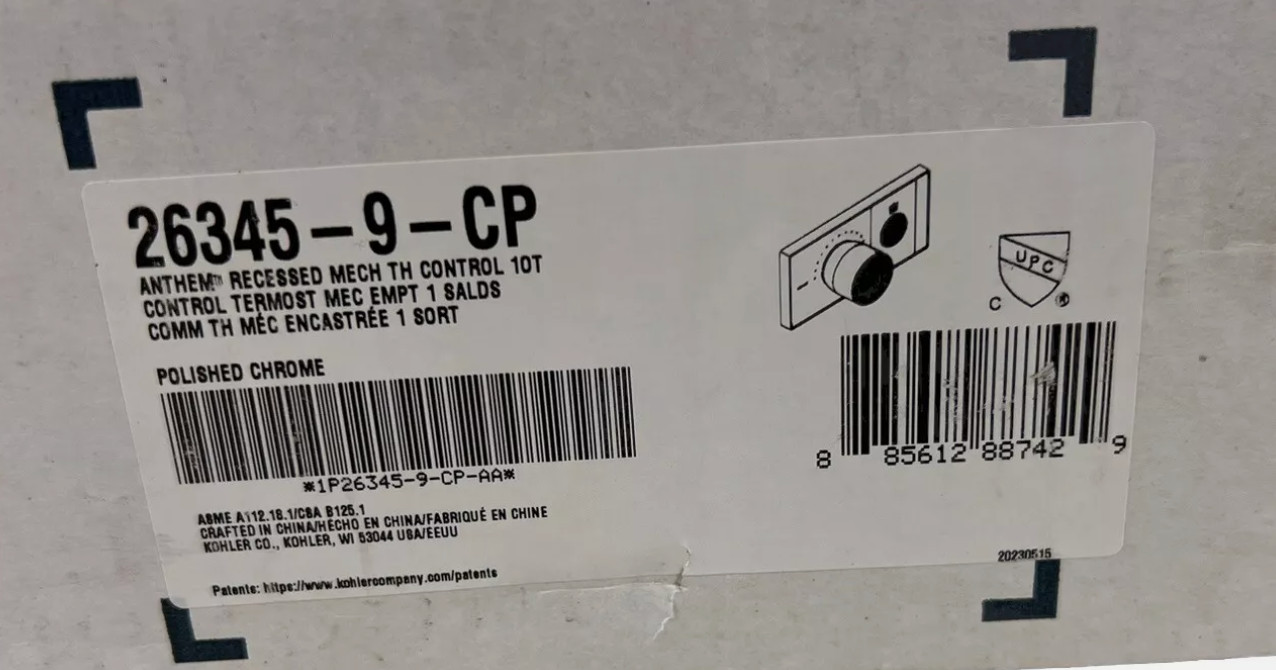 26345-9-CP
ANTHEM™ RECESSED MECH TH CONTROL 1OT
CONTROL TERMOST MEC EMPT 1 SALDS
COMM TH MÉC ENCASTRÉE 1 SORT
POLISHED CHROME
*1P26345-9-CP-AA*
ASME A112.18.1/CSA B125.1
CRAFTED IN CHINA/HECHO EN CHINA/FABRIQUÉ EN CHINE
KOHLER CO., KOHLER, WI 53044 USA/EEUU
Patents: https://www.kohlercompany.com/patents
UPC
C ®
8 85612 88742 9
20230515